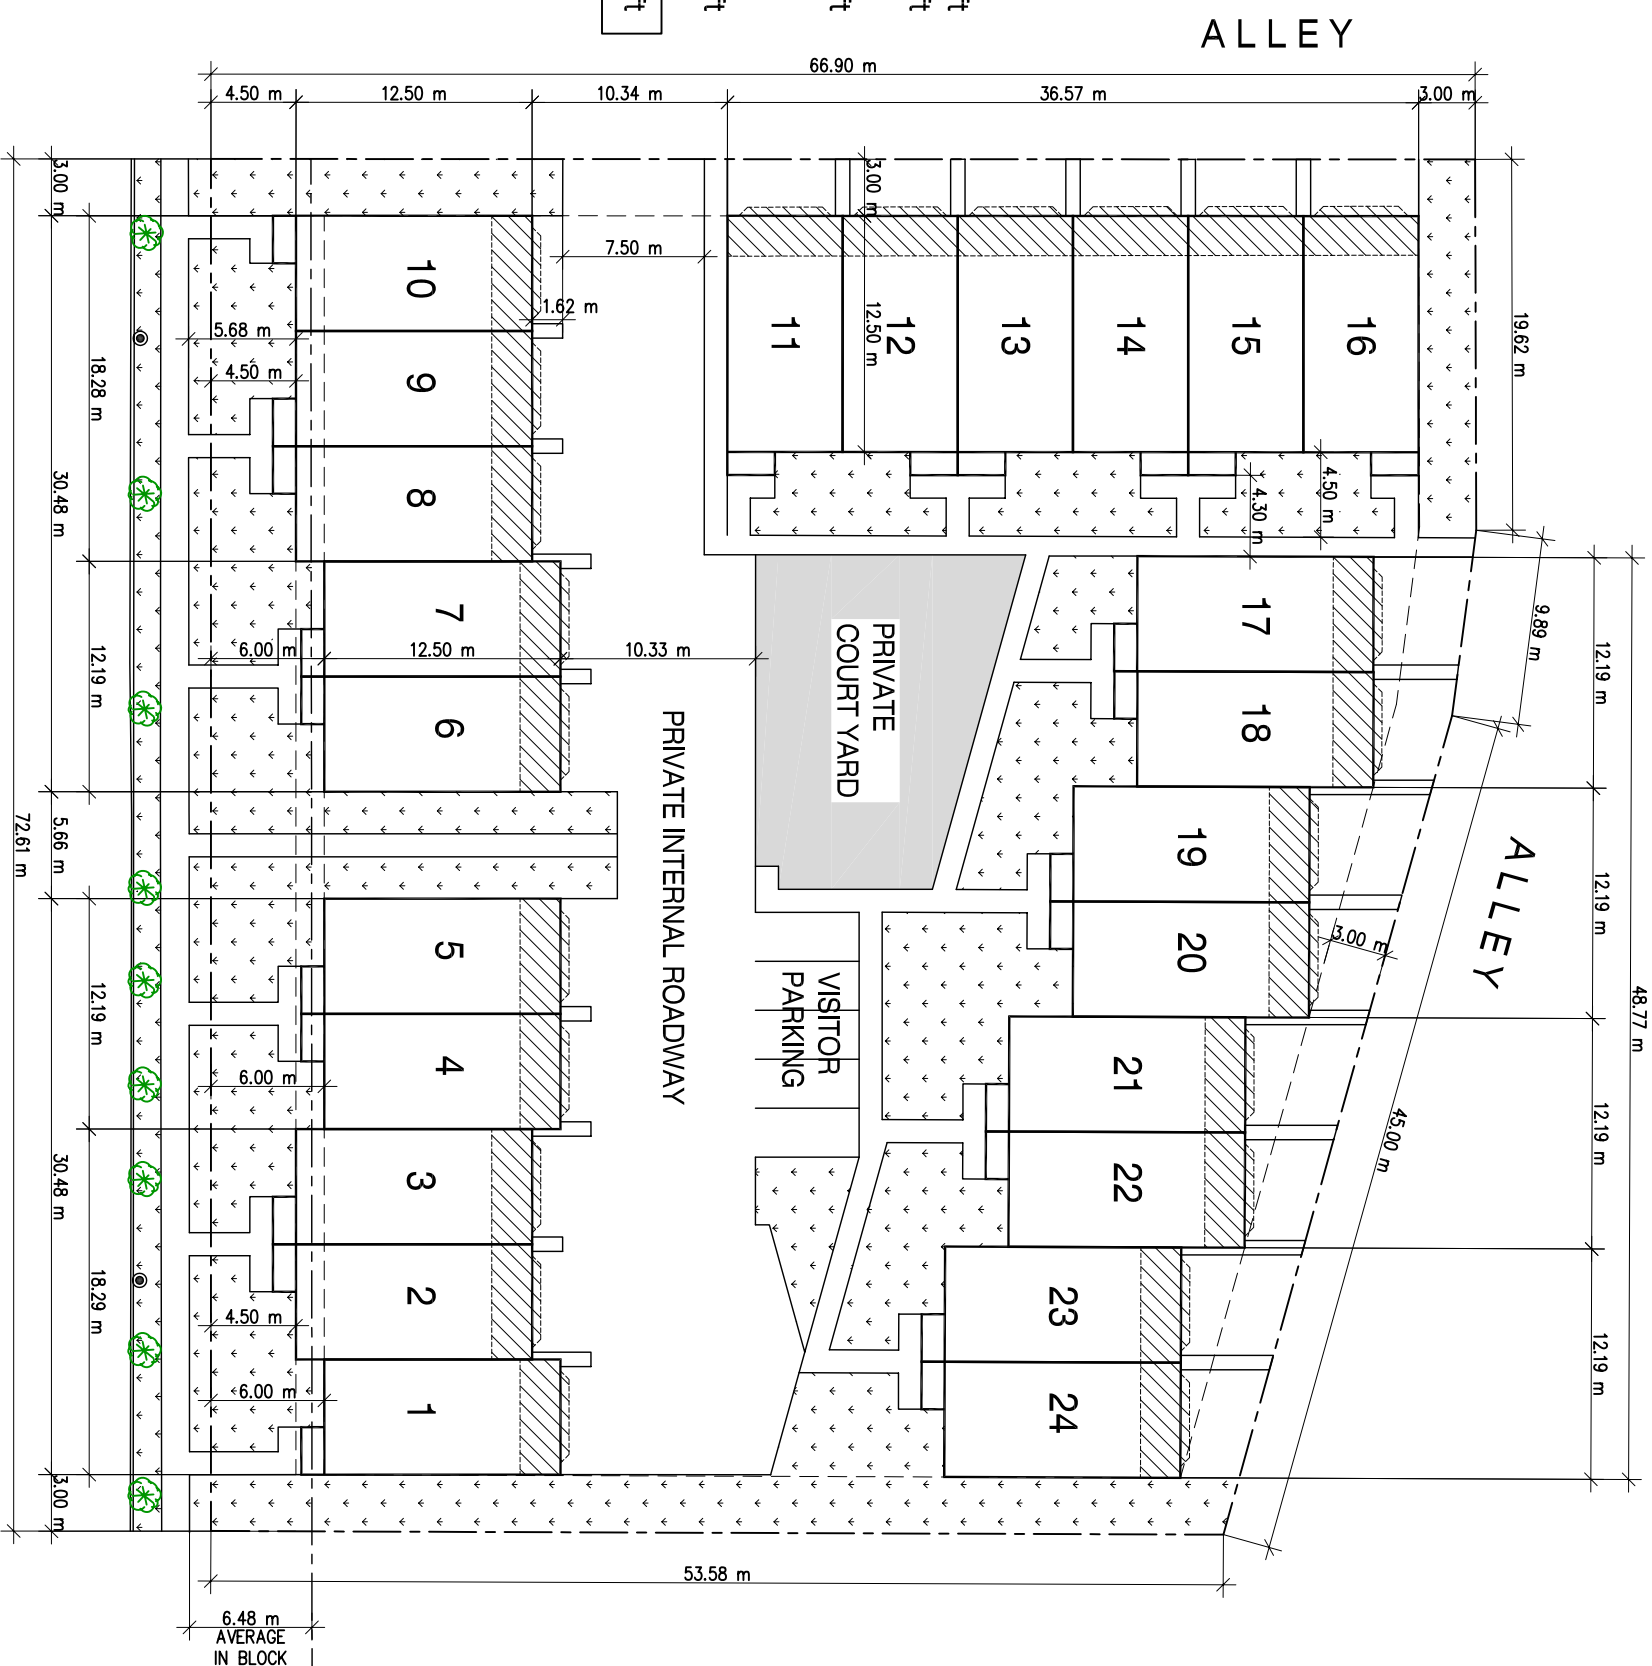 ft
ft
ft
ft
ft
ALLEY
66.90 m
4.50 m
12.50 m
10.34 m
36.57 m
3.00 m
3.00 m
3.00 m
7.50 m
1.62 m
10
9
8
7
6
5
4
3
2
1
11
12
12.50 m
13
14
15
16
19.62 m
5.68 m
4.50 m
18.28 m
30.48 m
4.30 m
4.50 m
9.89 m
12.19 m
6.00 m
12.50 m
10.33 m
12.19 m
PRIVATE
COURT YARD
17
18
19
20
21
22
23
24
PRIVATE INTERNAL ROADWAY
ALLEY
72.61 m
5.66 m
12.19 m
3.00 m
48.77 m
VISITOR
PARKING
12.19 m
6.00 m
45.00 m
12.19 m
30.48 m
18.29 m
4.50 m
6.00 m
12.19 m
3.00 m
53.58 m
6.48 m
AVERAGE
IN BLOCK